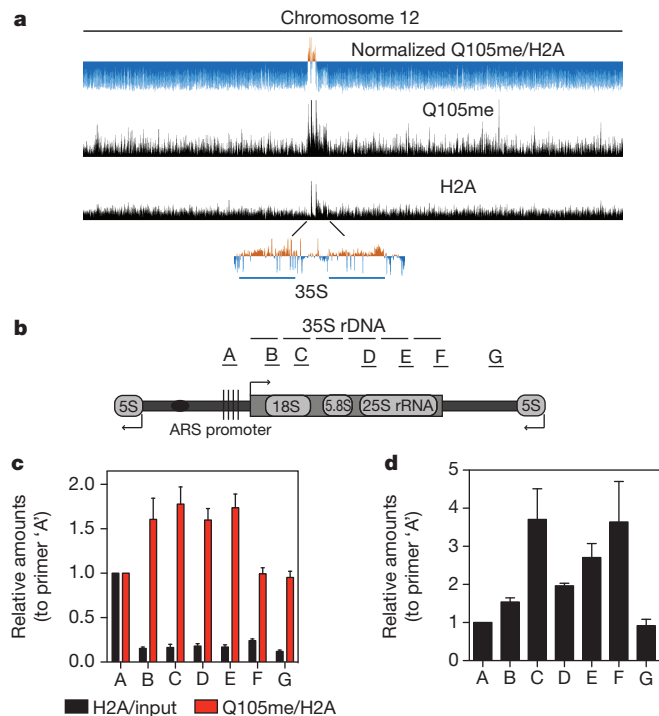 a
Chromosome 12
Normalized Q105me/H2A
Q105me
H2A
35S
b
35S rDNA
A B C D E F G
5S 18S 5.8S 25S rRNA 5S
ARS promoter
c
Relative amounts
(to primer ‘A’)
2.0
1.5
1.0
0.5
0.0
A B C D E F G
H2A/input Q105me/H2A
d
Relative amounts
(to primer ‘A’)
5
4
3
2
1
0
A B C D E F G